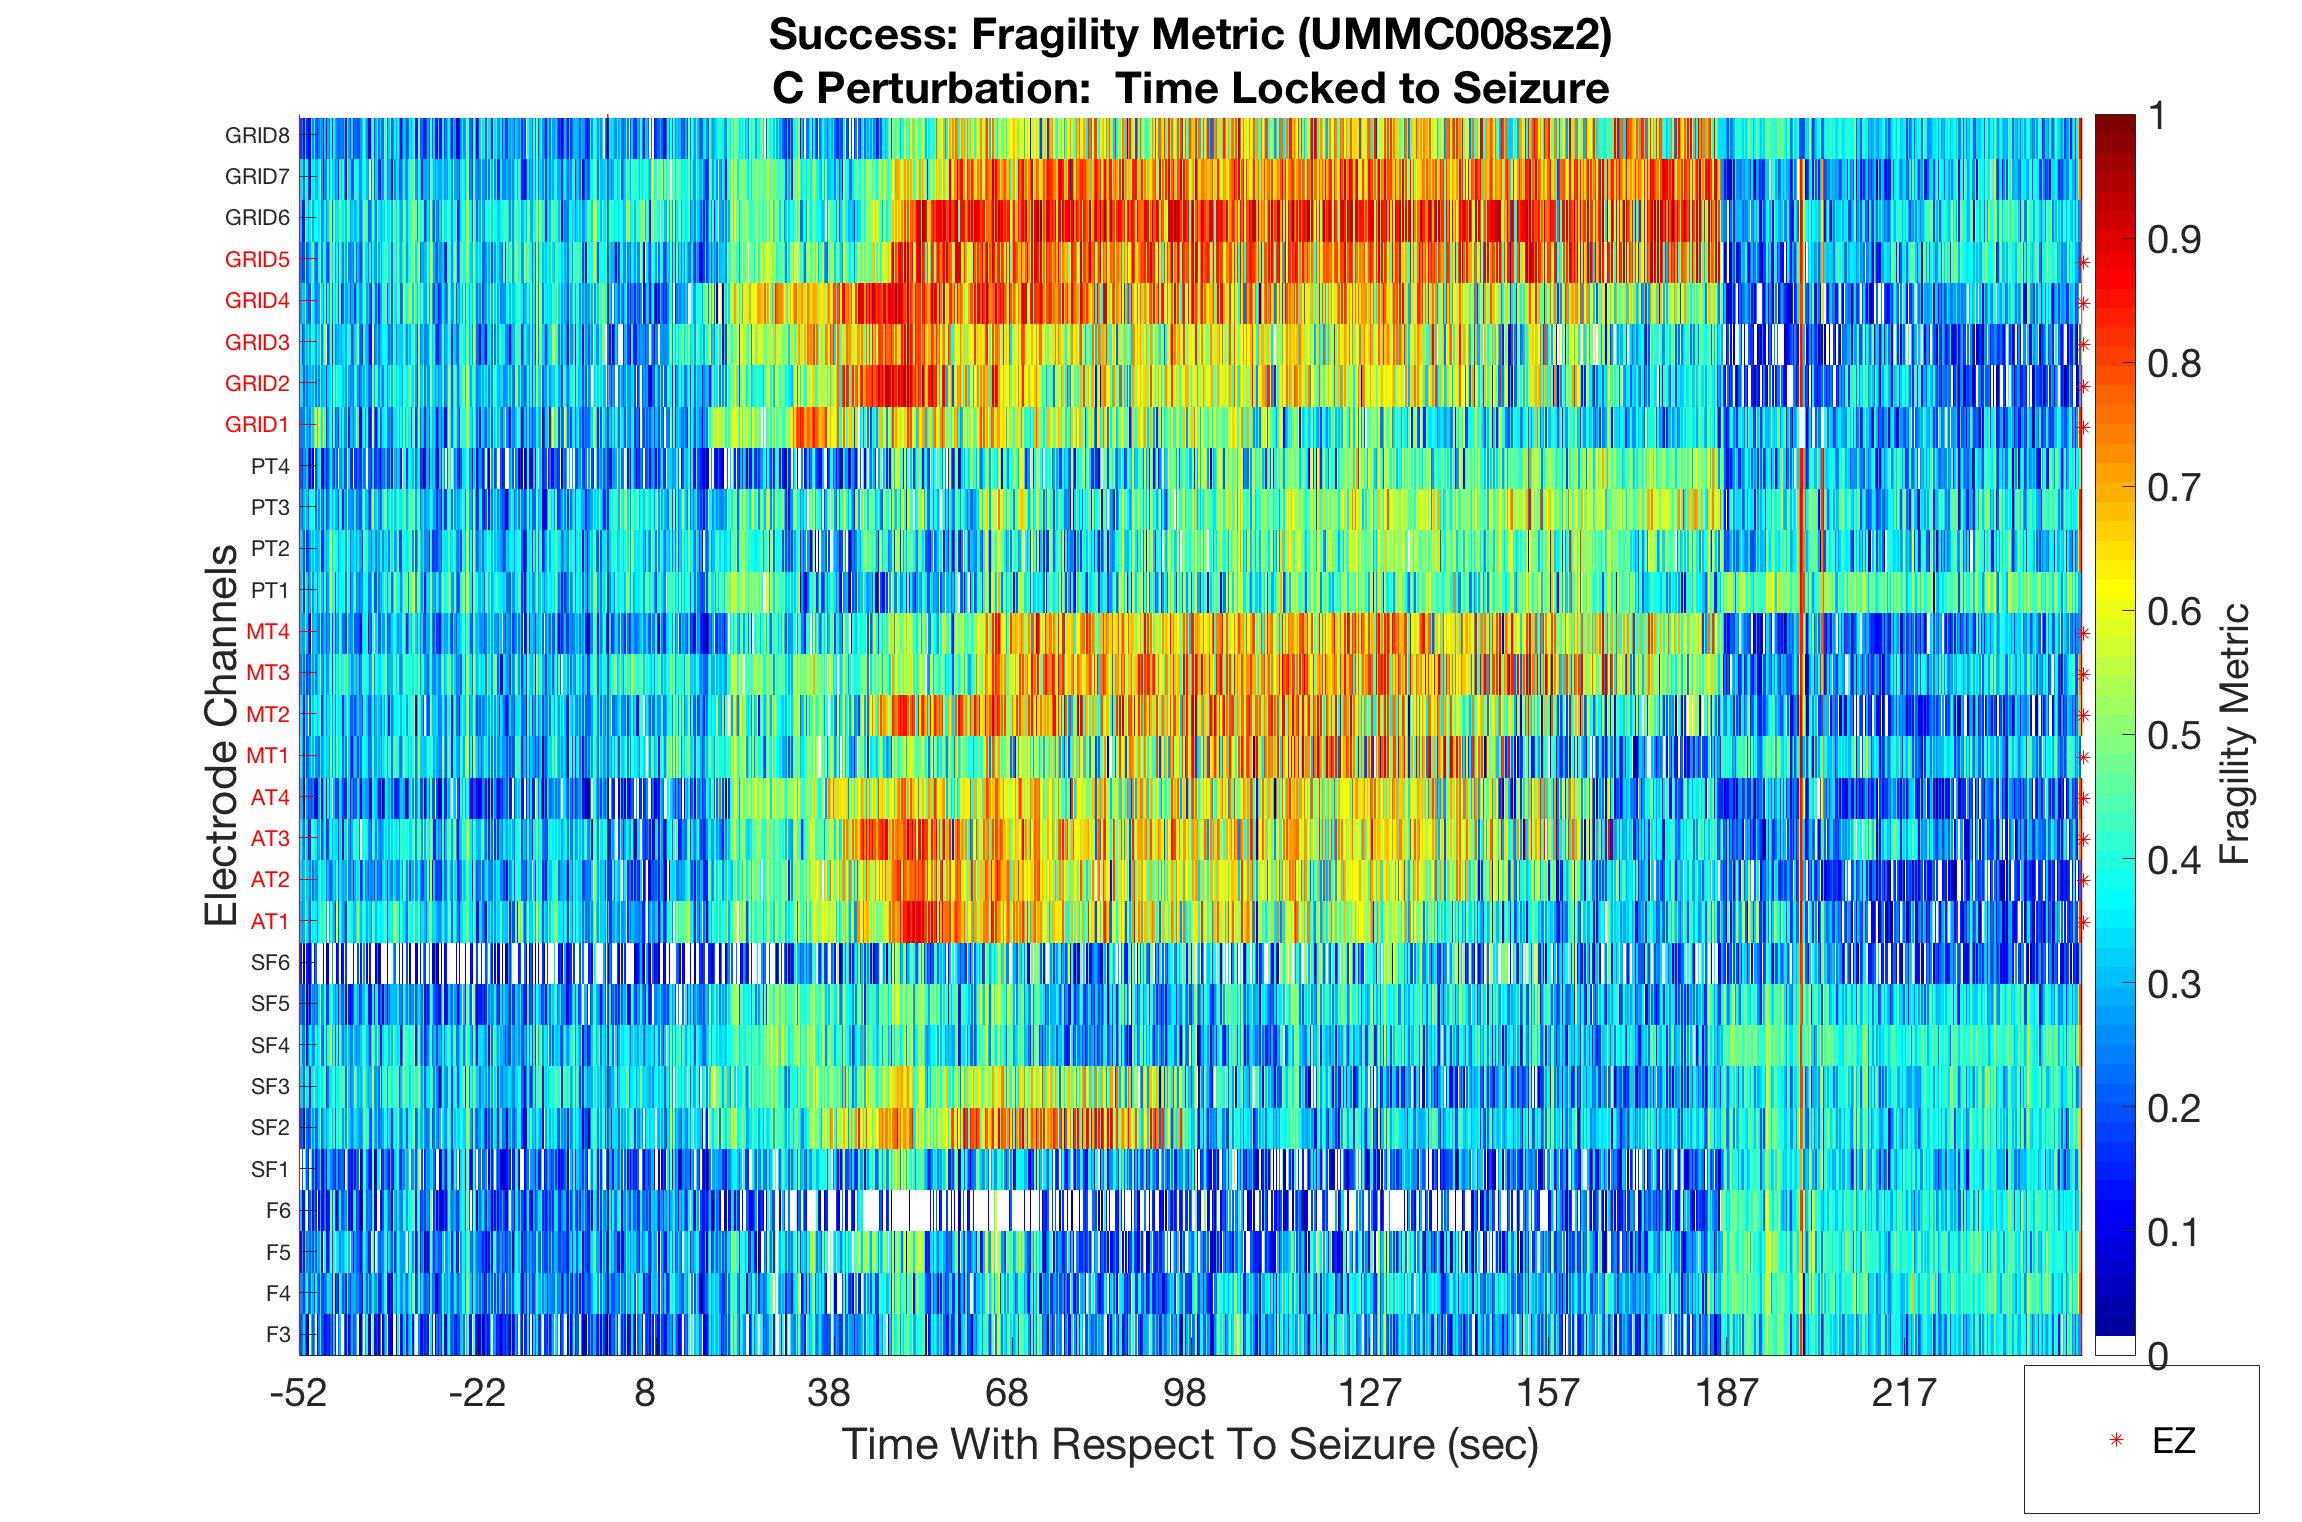 Success: Fragility Metric (UMMC008sz2)
C Perturbation:  Time Locked to Seizure
GRID8
GRID7
GRID6
GRID5
GRID4
GRID3
GRID2
GRID1
PT4
PT3
PT2
PT1
MT4
MT3
MT2
MT1
AT4
AT3
AT2
AT1
SF6
SF5
SF4
SF3
SF2
SF1
F6
F5
F4
F3
Electrode Channels
-52 -22 8 38 68 98 127 157 187 217
Time With Respect To Seizure (sec)
1
0.9
0.8
0.7
0.6
0.5
0.4
0.3
0.2
0.1
0
Fragility Metric
EZ